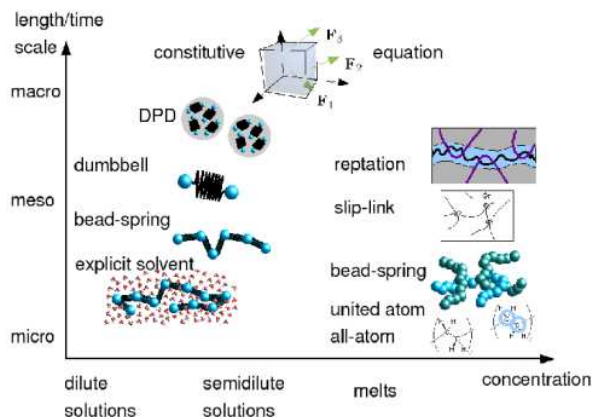 length/time
scale
constitutive
equation
F3
F2
F1
macro
DPD
dumbbell
reptation
meso
slip-link
bead-spring
explicit solvent
bead-spring
united atom
all-atom
micro
dilute
solutions
semidilute
solutions
melts
concentration